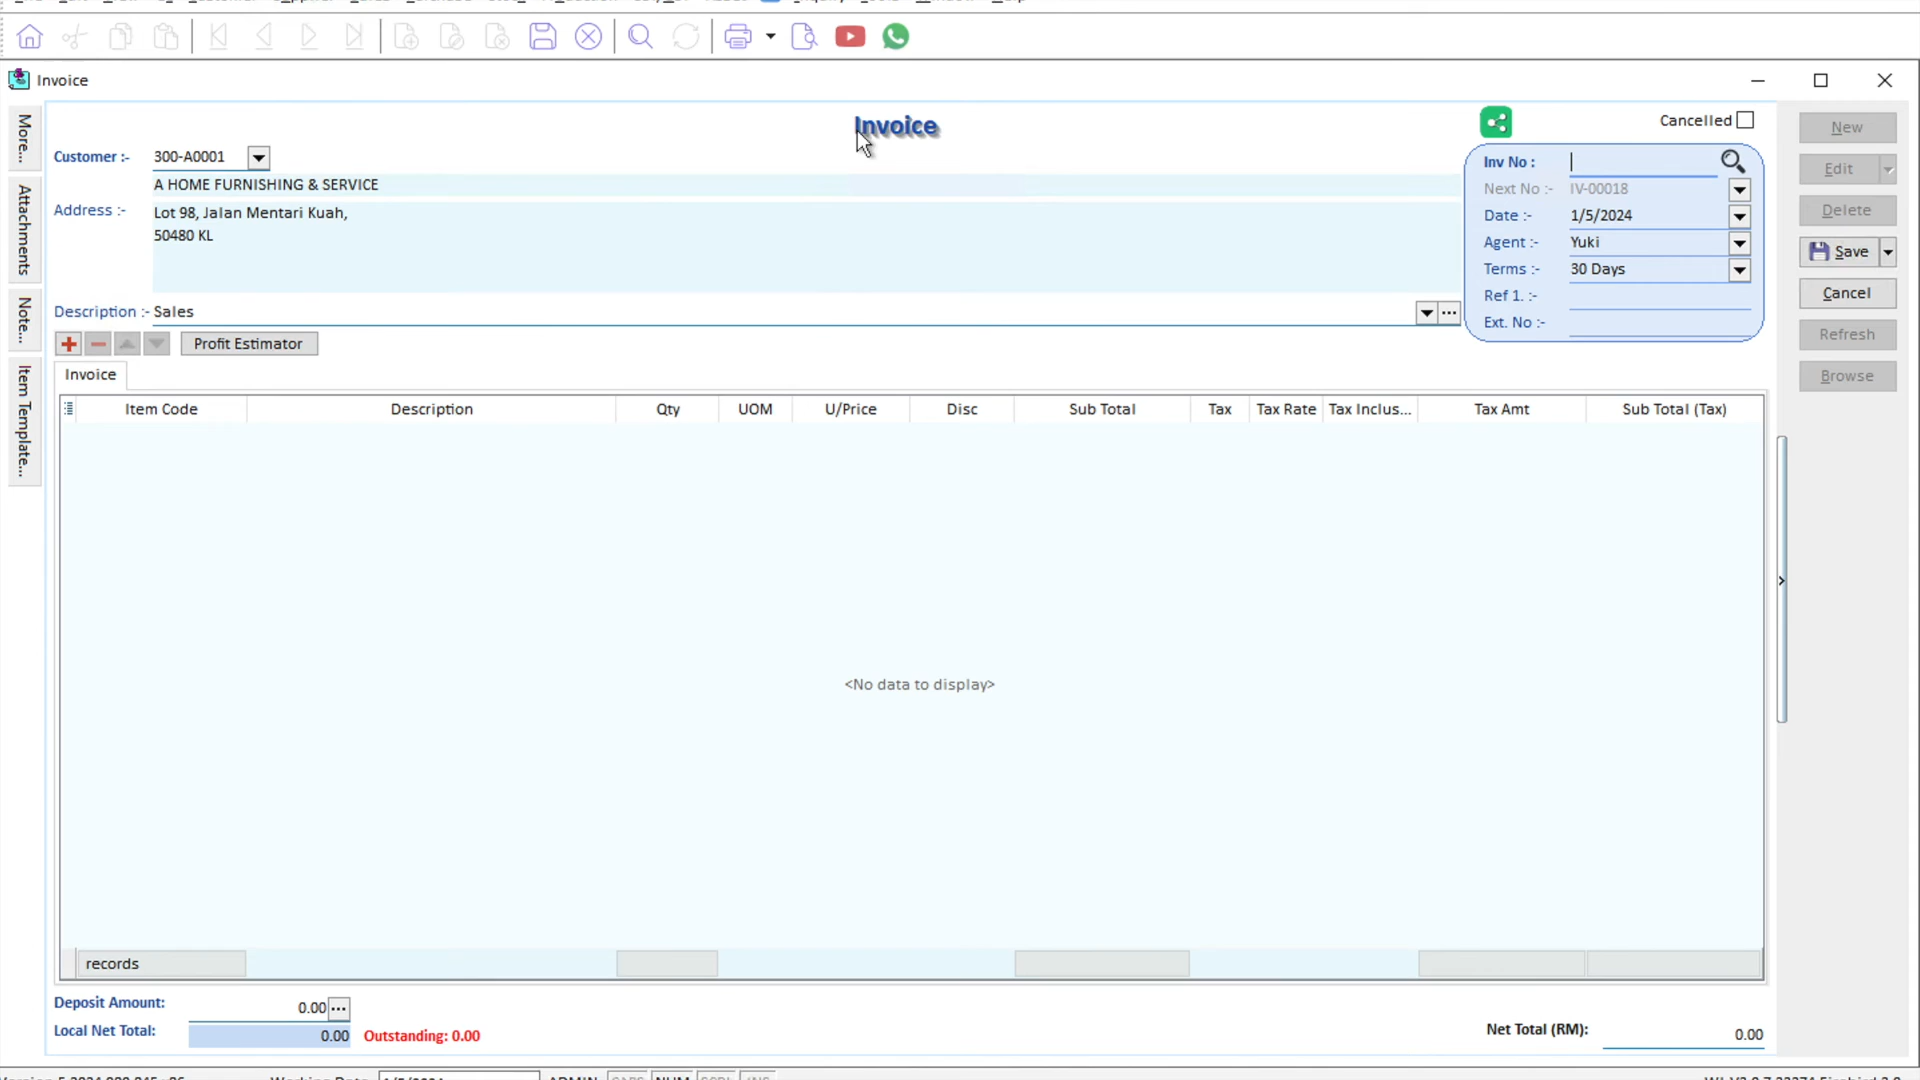 Invoice
More...
Attachments
Note...
Item Template...
Invoice
Cancelled
Customer :- 300-A0001
A HOME FURNISHING & SERVICE
Address :- Lot 98, Jalan Mentari Kuah,
50480 KL
Description :- Sales
Inv No :
Next No :- IV-00018
Date :- 1/5/2024
Agent :- Yuki
Terms :- 30 Days
Ref 1. :-
Ext. No :-
New
Edit
Delete
Save
Cancel
Refresh
Browse
Profit Estimator
Invoice
Item Code Description Qty UOM U/Price Disc Sub Total Tax Tax Rate Tax Inclus... Tax Amt Sub Total (Tax)
<No data to display>
records
Deposit Amount: 0.00
Local Net Total: 0.00 Outstanding: 0.00
Net Total (RM): 0.00